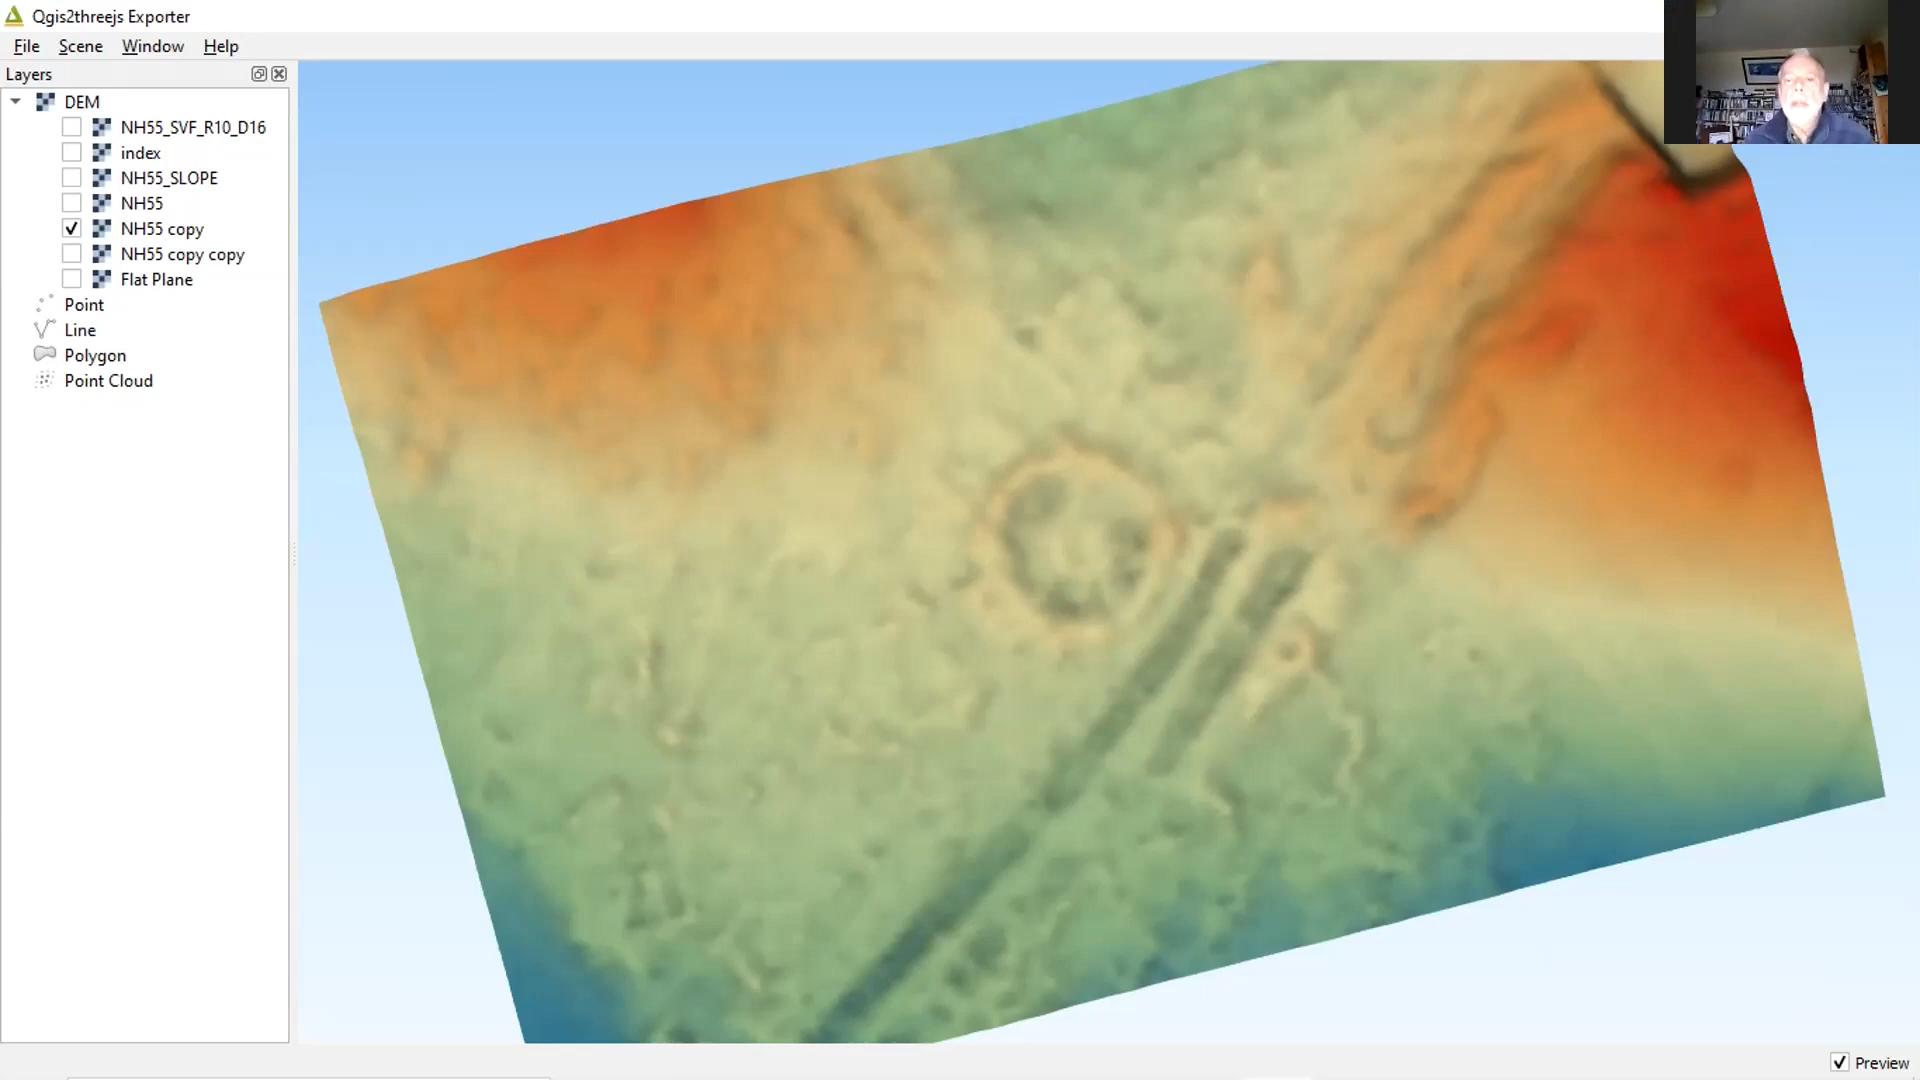 Qgis2threejs Exporter
File Scene Window Help
Layers
DEM
NH55_SVF_R10_D16
index
NH55_SLOPE
NH55
NH55 copy
NH55 copy copy
Flat Plane
Point
Line
Polygon
Point Cloud
Preview